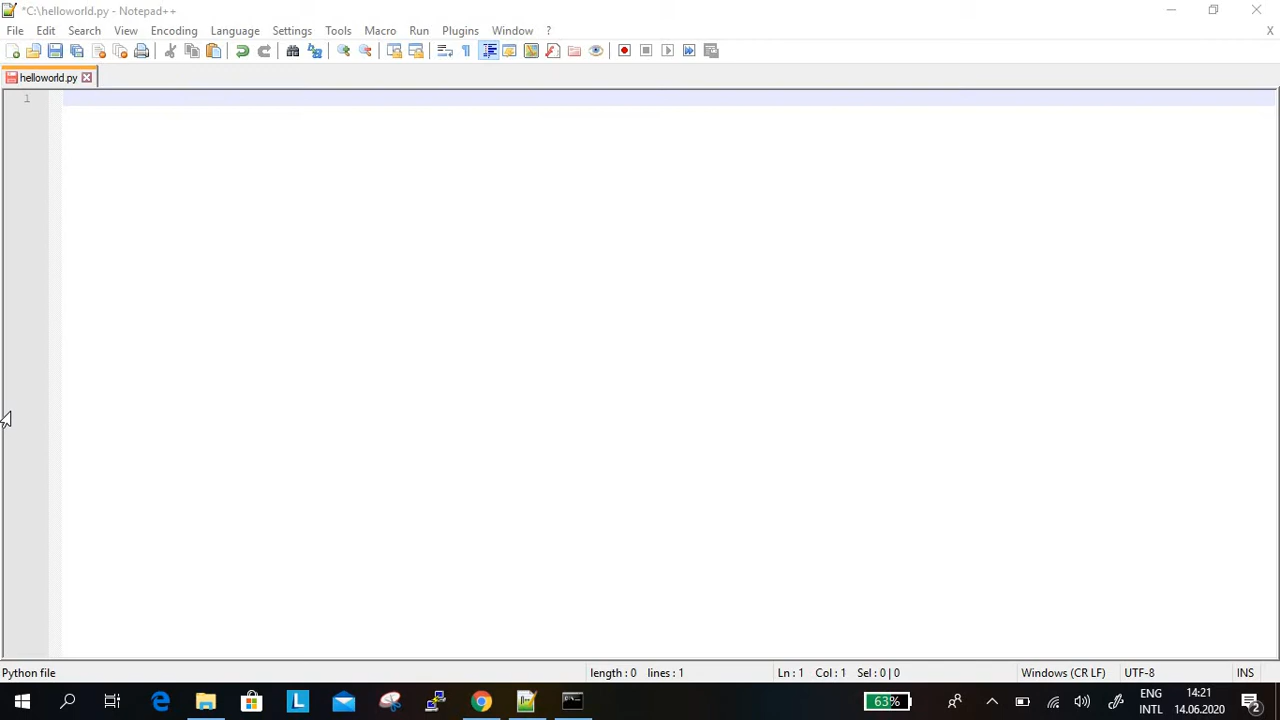 *C:\helloworld.py - Notepad++
File Edit Search View Encoding Language Settings Tools Macro Run Plugins Window ? X
helloworld.py
1
Python file length : 0 lines : 1 Ln : 1 Col : 1 Sel : 0 | 0 Windows (CR LF) UTF-8 INS
63% ENG 14:21
INTL 14.06.2020 2